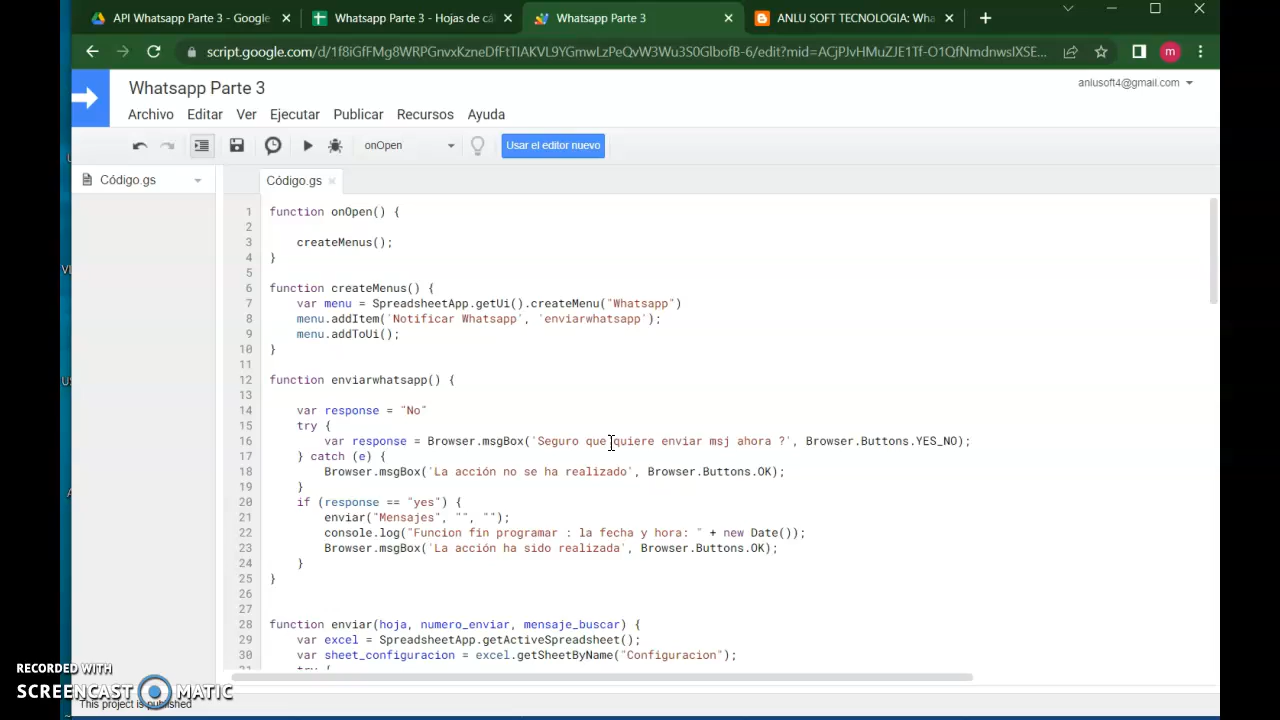 API Whatsapp Parte 3 - Google
Whatsapp Parte 3 - Hojas de cá
Whatsapp Parte 3
ANLU SOFT TECNOLOGIA: Wha
script.google.com
m
Whatsapp Parte 3
anlusoft4@gmail.com
Archivo Editar Ver Ejecutar Publicar Recursos Ayuda
onOpen
Usar el editor nuevo
Código.gs
Código.gs
1 function onOpen() {
2
3 createMenus();
4 }
5
6 function createMenus() {
7 var menu = SpreadsheetApp.getUi().createMenu("Whatsapp")
8 menu.addItem('Notificar Whatsapp', 'enviarwhatsapp');
9 menu.addToUi();
10 }
11
12 function enviarwhatsapp() {
13
14 var response = "No"
15 try {
16 var response = Browser.msgBox('Seguro que quiere enviar msj ahora ?', Browser.Buttons.YES_NO);
17 } catch (e) {
18 Browser.msgBox('La acción no se ha realizado', Browser.Buttons.OK);
19 }
20 if (response == "yes") {
21 enviar("Mensajes", "", "");
22 console.log("Funcion fin programar : la fecha y hora: " + new Date());
23 Browser.msgBox('La acción ha sido realizada', Browser.Buttons.OK);
24 }
25 }
26
27
28 function enviar(hoja, numero_enviar, mensaje_buscar) {
29 var excel = SpreadsheetApp.getActiveSpreadsheet();
30 var sheet_configuracion = excel.getSheetByName("Configuracion");
RECORDED WITH
SCREENCAST MATIC
This project is published